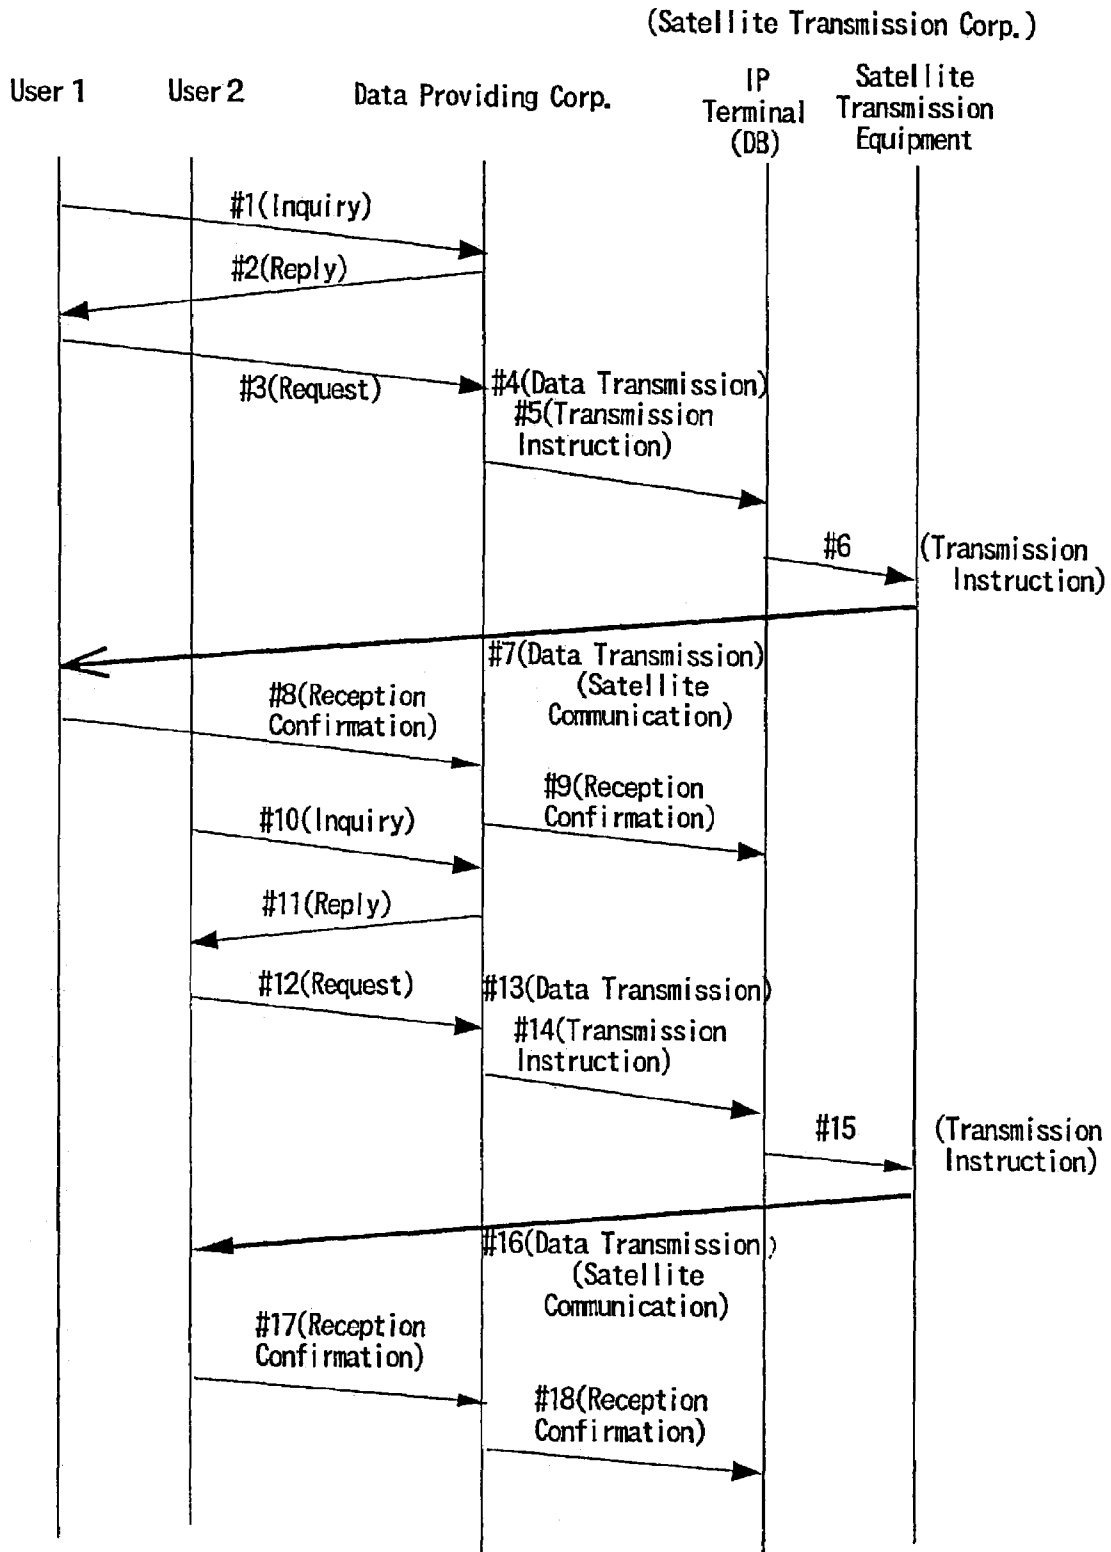 (Satellite Transmission Corp.)
User 1
User 2
Data Providing Corp.
IP
Terminal
(DB)
Satellite
Transmission
Equipment
#1(Inquiry)
#2(Reply)
#3(Request)
#4(Data Transmission)
#5(Transmission
Instruction)
#6
(Transmission
Instruction)
#7(Data Transmission)
(Satellite
Communication)
#8(Reception
Confirmation)
#9(Reception
Confirmation)
#10(Inquiry)
#11(Reply)
#12(Request)
#13(Data Transmission)
#14(Transmission
Instruction)
#15
(Transmission
Instruction)
#16(Data Transmission)
(Satellite
Communication)
#17(Reception
Confirmation)
#18(Reception
Confirmation)